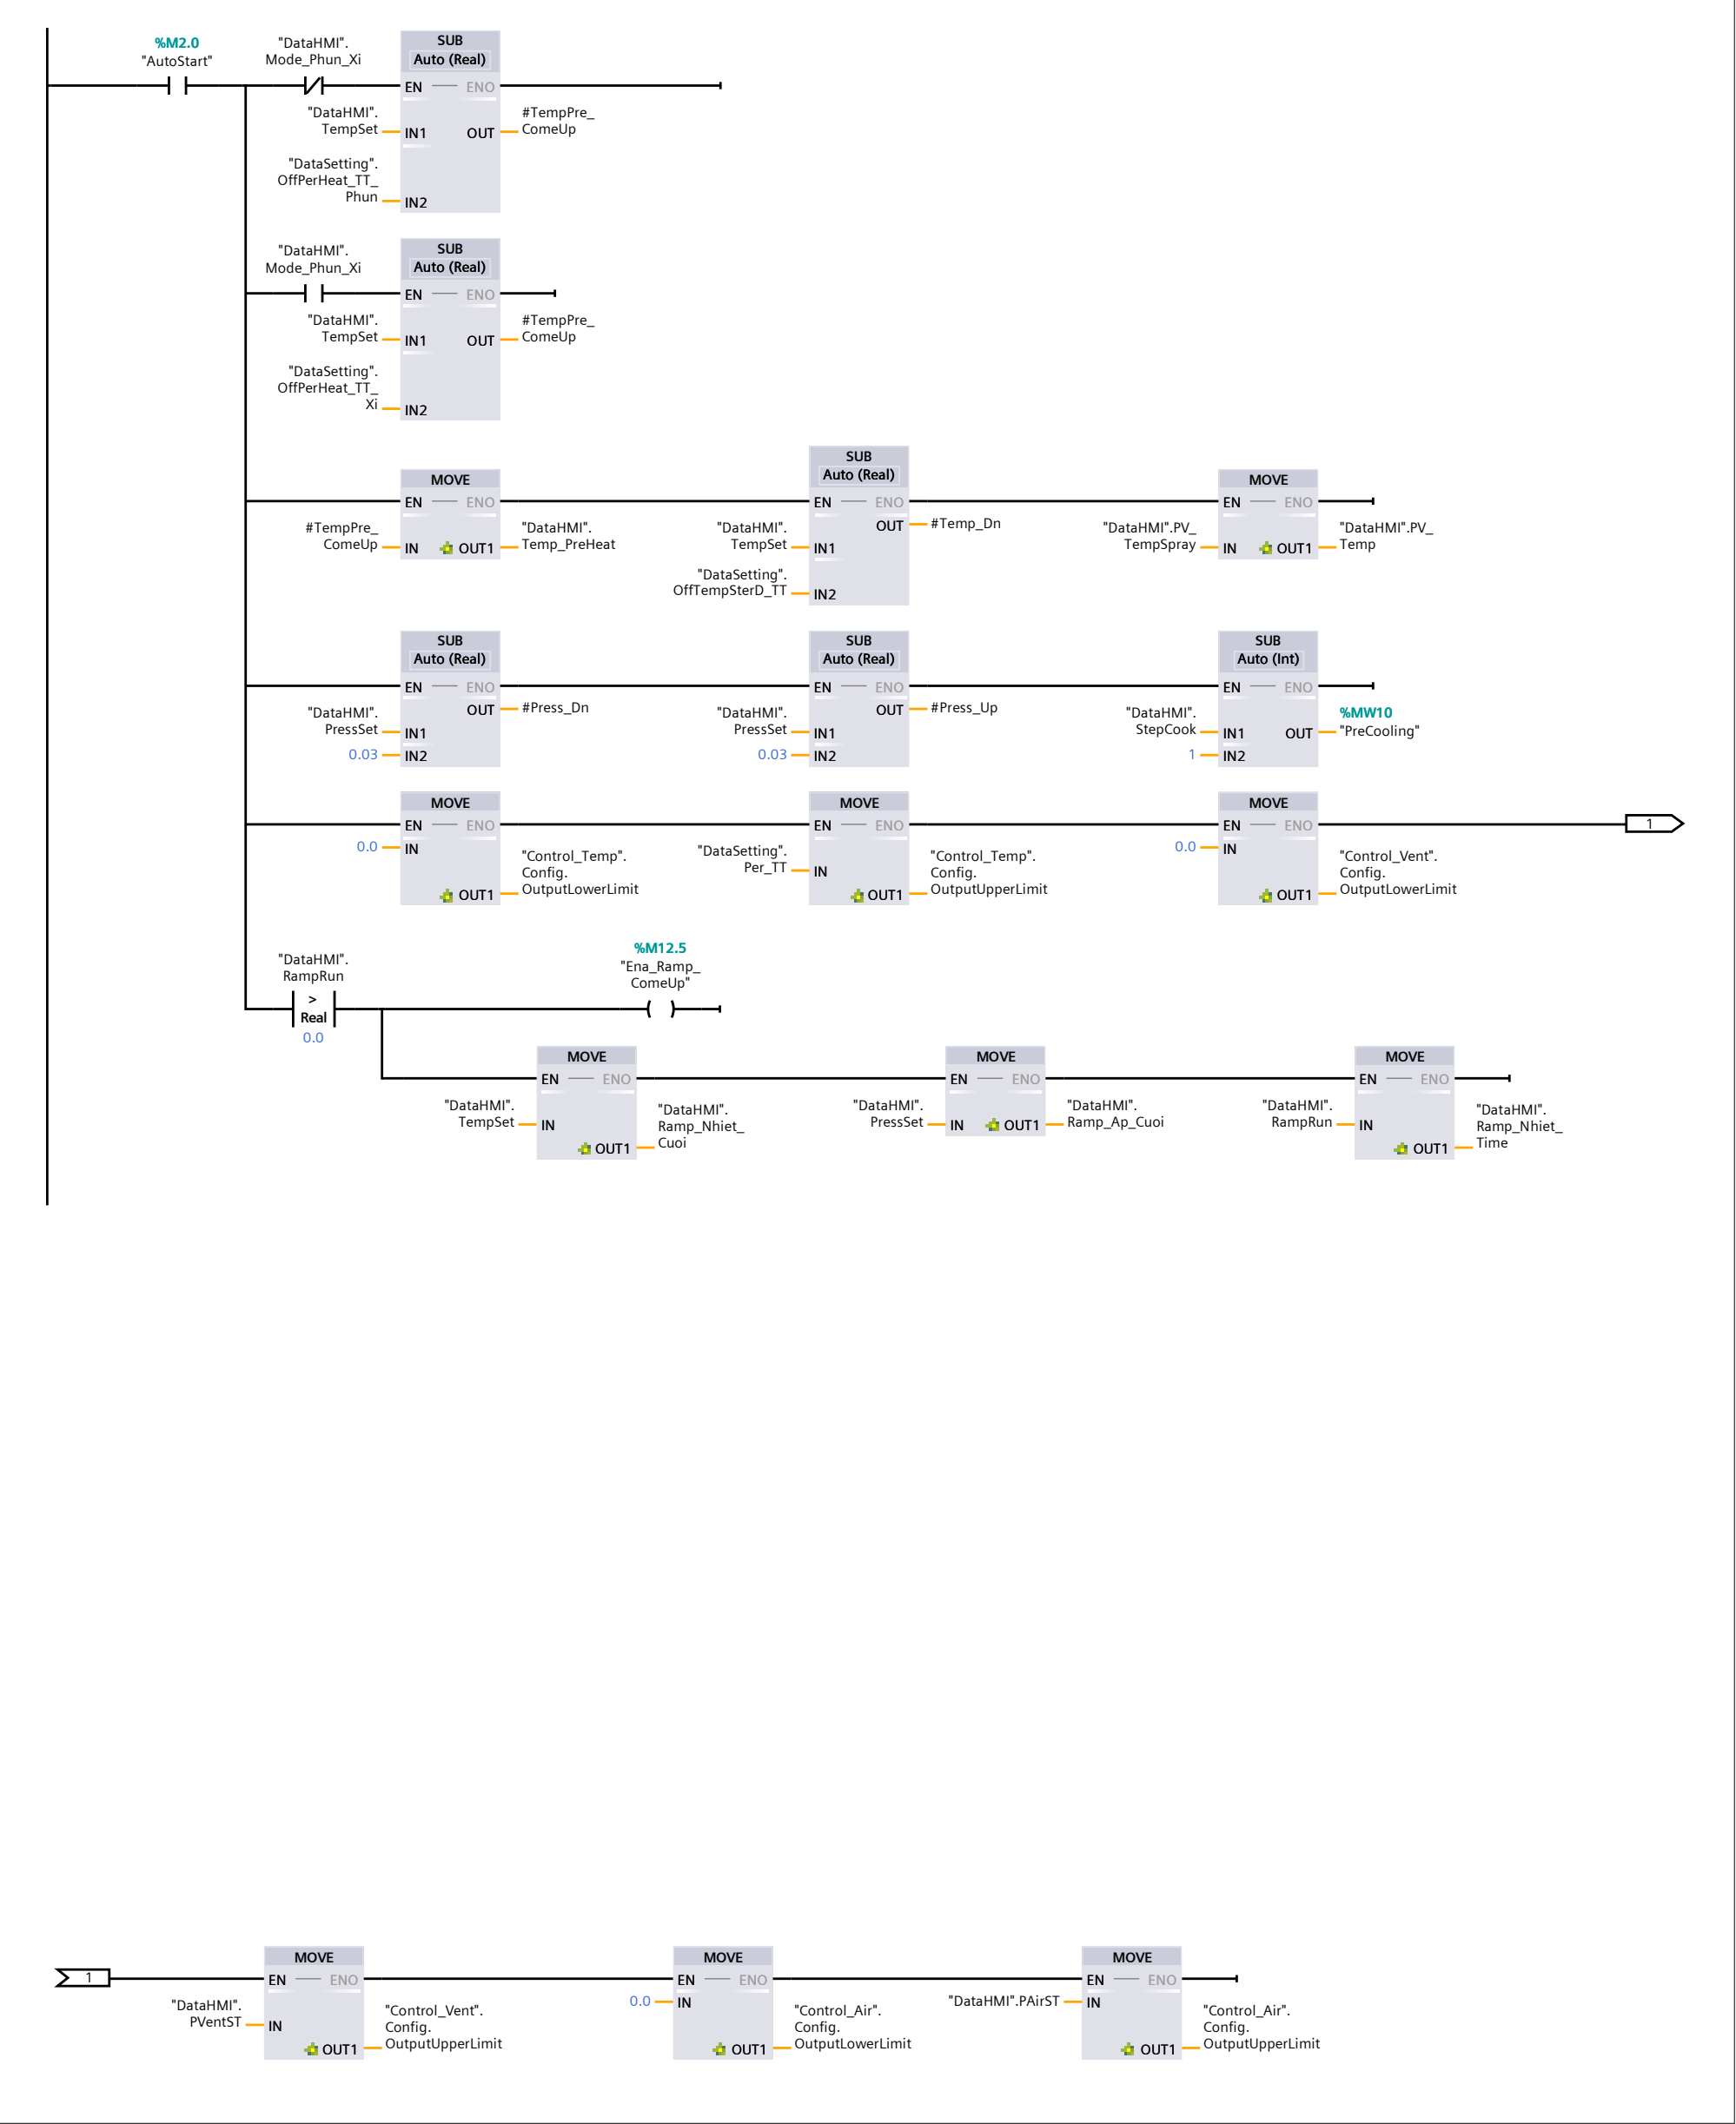 %M2.0
"AutoStart"
"DataHMI".
Mode_Phun_Xi
SUB
Auto (Real)
EN ENO
"DataHMI".
TempSet
IN1
OUT
#TempPre_
ComeUp
"DataSetting".
OffPerHeat_TT_
Phun
IN2
"DataHMI".
Mode_Phun_Xi
SUB
Auto (Real)
EN ENO
"DataHMI".
TempSet
IN1
OUT
#TempPre_
ComeUp
"DataSetting".
OffPerHeat_TT_
Xi
IN2
MOVE
EN ENO
#TempPre_
ComeUp
IN
OUT1
"DataHMI".
Temp_PreHeat
SUB
Auto (Real)
EN ENO
OUT
#Temp_Dn
"DataHMI".
TempSet
IN1
"DataSetting".
OffTempSterD_TT
IN2
MOVE
EN ENO
"DataHMI".PV_
TempSpray
IN
OUT1
"DataHMI".PV_
Temp
SUB
Auto (Real)
EN ENO
OUT
#Press_Dn
"DataHMI".
PressSet
IN1
0.03
IN2
SUB
Auto (Real)
EN ENO
OUT
#Press_Up
"DataHMI".
PressSet
IN1
0.03
IN2
SUB
Auto (Int)
EN ENO
"DataHMI".
StepCook
IN1
OUT
%MW10
"PreCooling"
1
IN2
MOVE
EN ENO
0.0
IN
OUT1
"Control_Temp".
Config.
OutputLowerLimit
MOVE
EN ENO
"DataSetting".
Per_TT
IN
OUT1
"Control_Temp".
Config.
OutputUpperLimit
MOVE
EN ENO
0.0
IN
OUT1
"Control_Vent".
Config.
OutputLowerLimit
1
"DataHMI".
RampRun
>
Real
0.0
%M12.5
"Ena_Ramp_
ComeUp"
MOVE
EN ENO
"DataHMI".
TempSet
IN
OUT1
"DataHMI".
Ramp_Nhiet_
Cuoi
MOVE
EN ENO
"DataHMI".
PressSet
IN
OUT1
"DataHMI".
Ramp_Ap_Cuoi
MOVE
EN ENO
"DataHMI".
RampRun
IN
OUT1
"DataHMI".
Ramp_Nhiet_
Time
1
MOVE
EN ENO
"DataHMI".
PVentST
IN
OUT1
"Control_Vent".
Config.
OutputUpperLimit
MOVE
EN ENO
0.0
IN
OUT1
"Control_Air".
Config.
OutputLowerLimit
MOVE
EN ENO
"DataHMI".PAirST
IN
OUT1
"Control_Air".
Config.
OutputUpperLimit